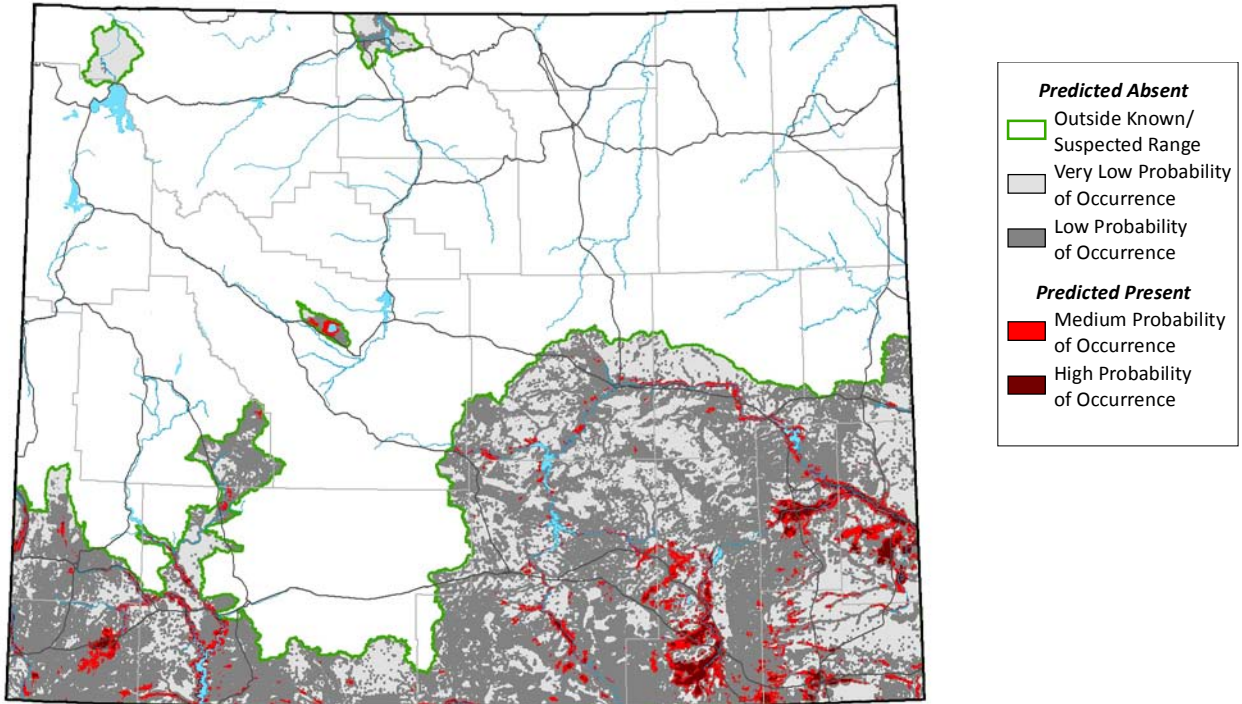 Predicted Absent
Outside Known/
Suspected Range
Very Low Probability
of Occurrence
Low Probability
of Occurrence
Predicted Present
Medium Probability
of Occurrence
High Probability
of Occurrence